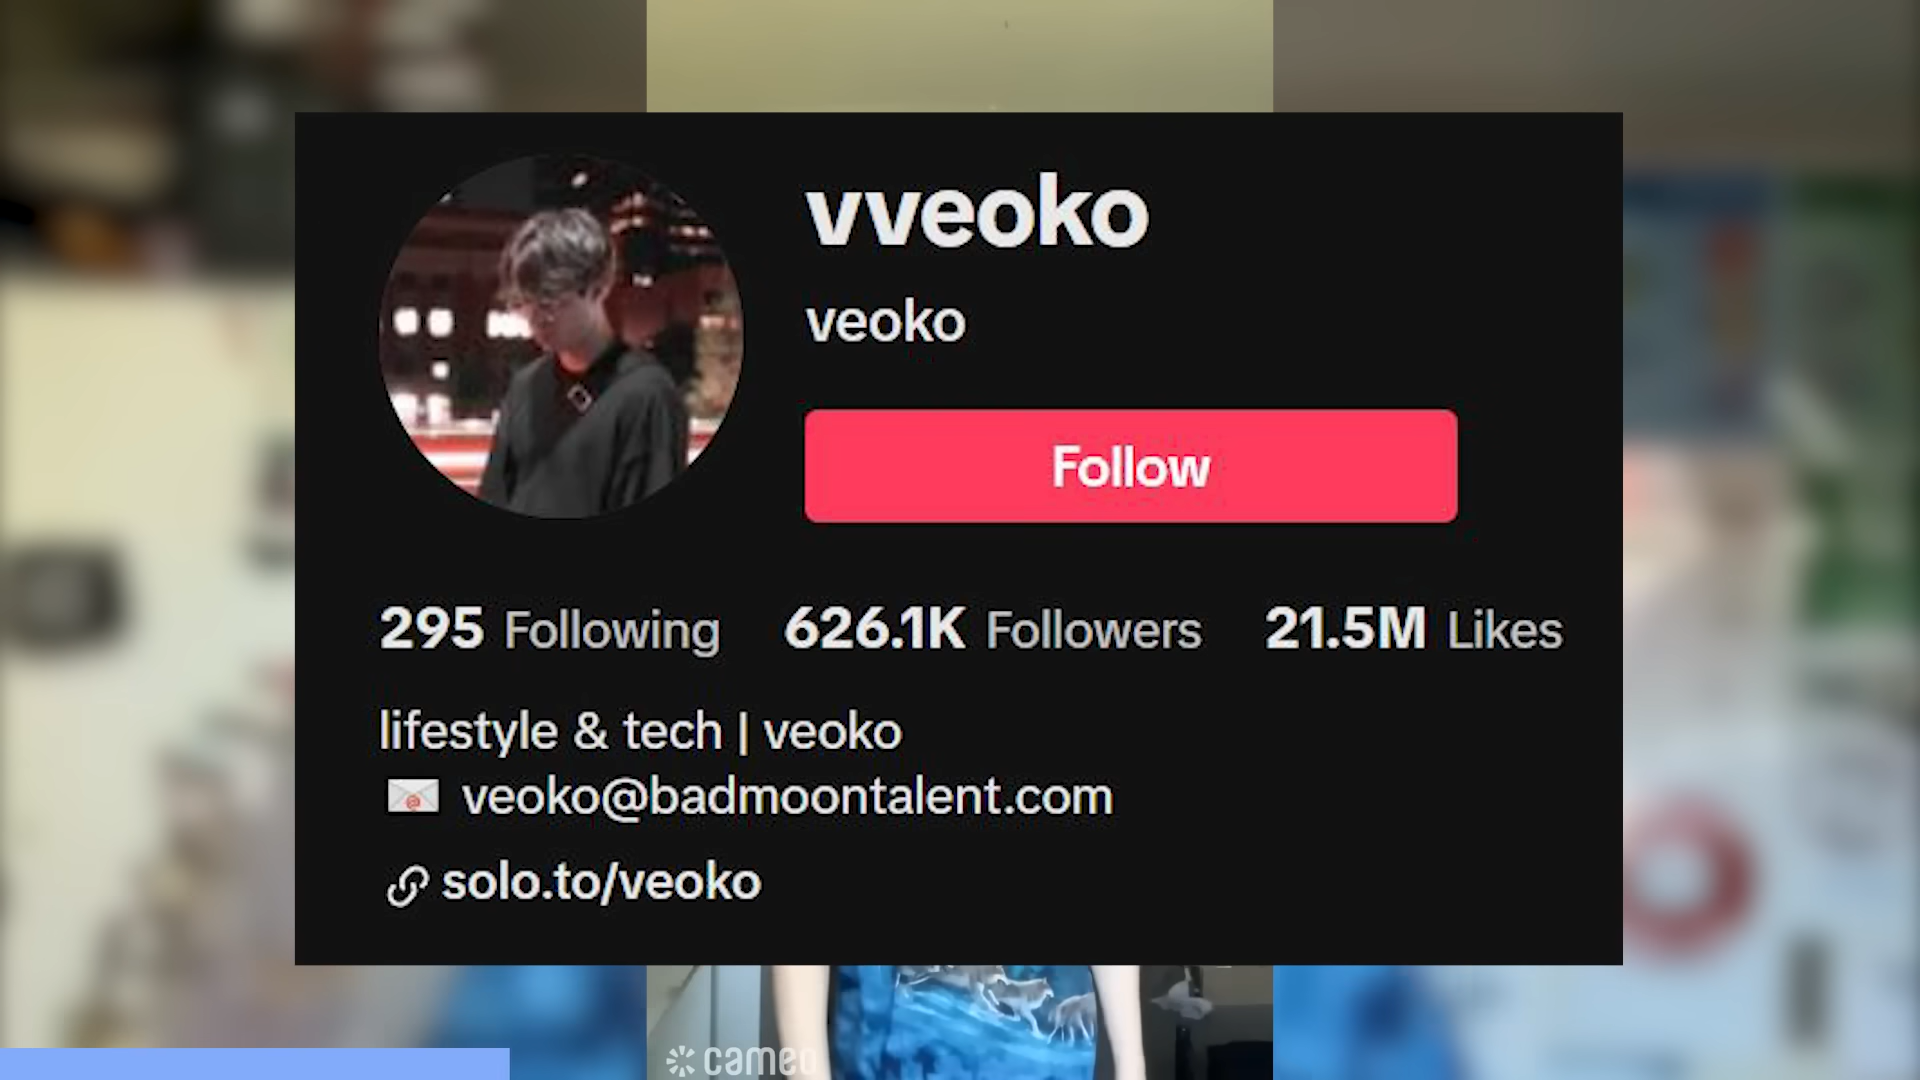 vveoko
veoko
Follow
295 Following 626.1K Followers 21.5M Likes
lifestyle & tech | veoko
veoko@badmoontalent.com
solo.to/veoko
cameo